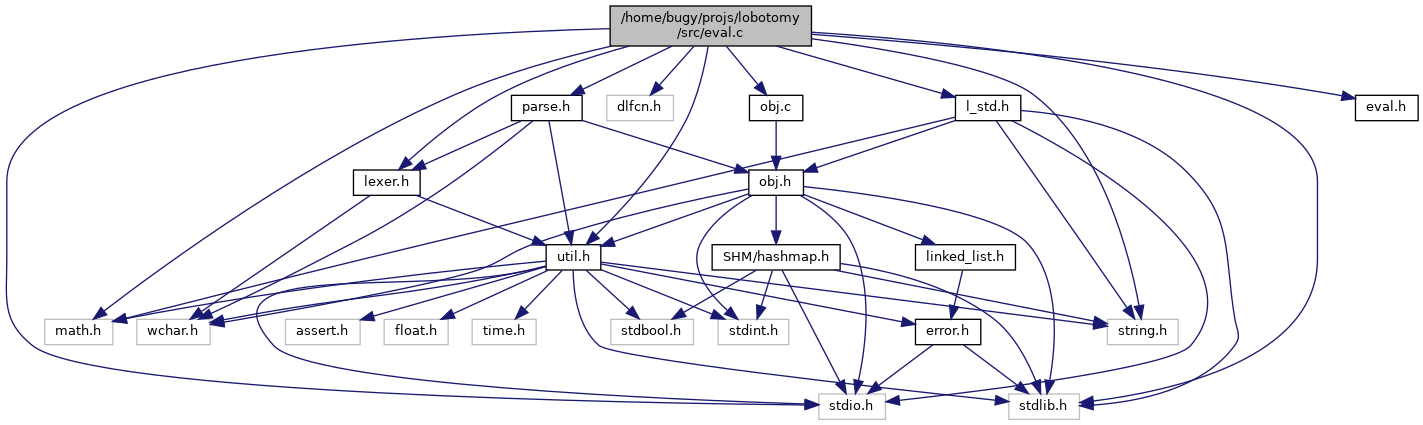 /home/bugy/projs/lobotomy
/src/eval.c
parse.h
dlfcn.h
obj.c
l_std.h
eval.h
lexer.h
obj.h
util.h
SHM/hashmap.h
linked_list.h
math.h
wchar.h
assert.h
float.h
time.h
stdbool.h
stdint.h
error.h
string.h
stdio.h
stdlib.h